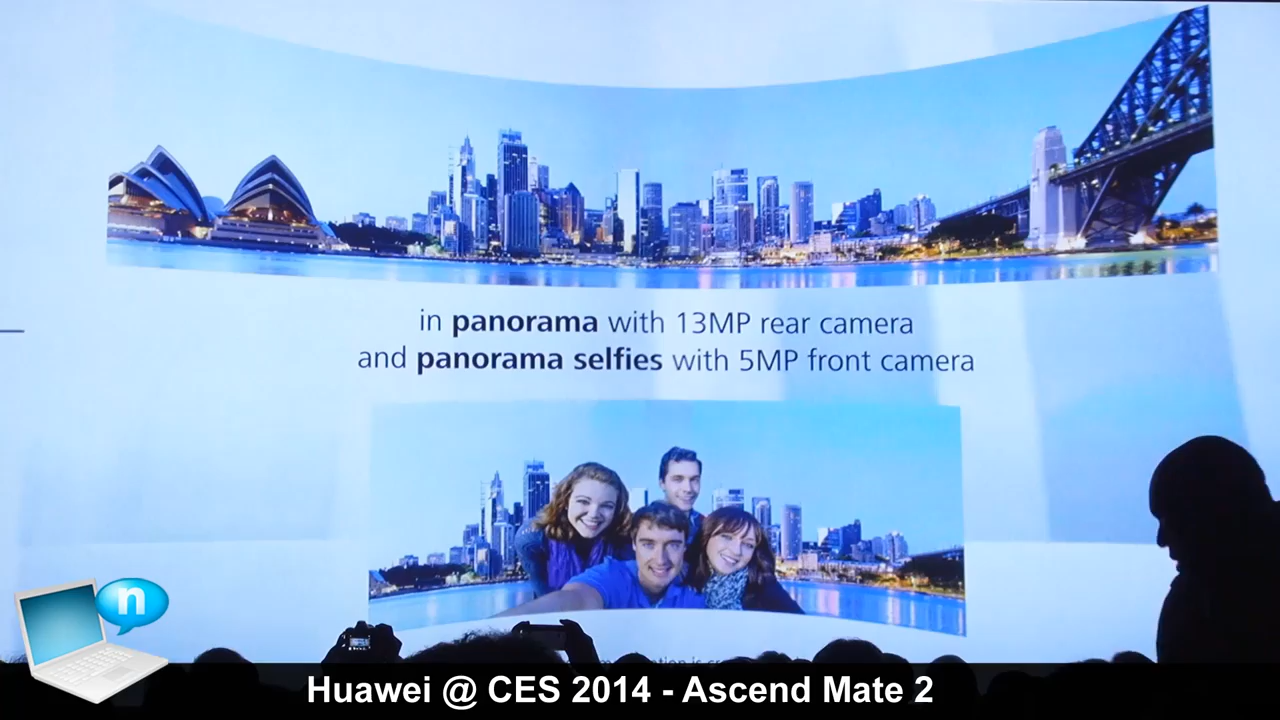 in panorama with 13MP rear camera
and panorama selfies with 5MP front camera
n
Huawei @ CES 2014 - Ascend Mate 2